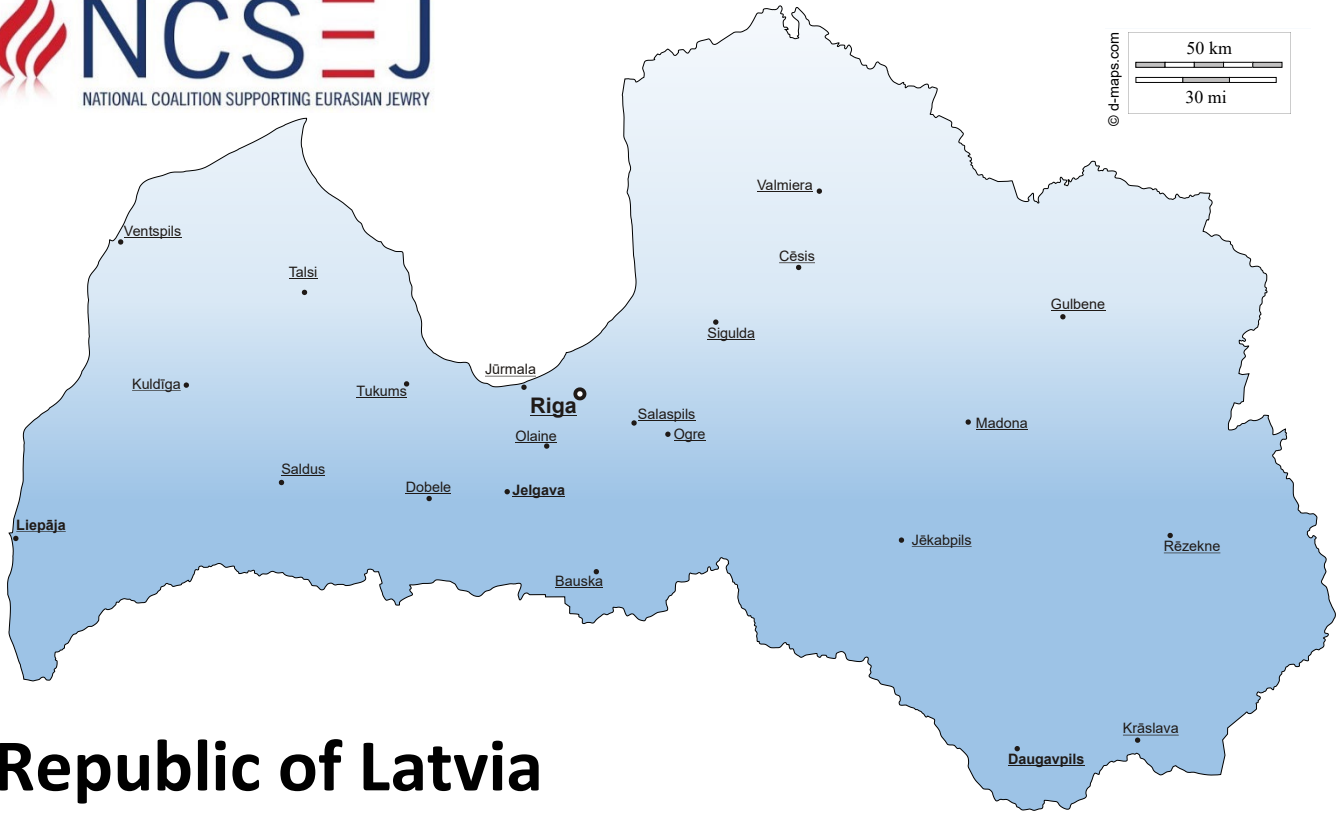 NCSEJ
NATIONAL COALITION SUPPORTING EURASIAN JEWRY
© d-maps.com
50 km
30 mi
Valmiera
Ventspils
Cēsis
Talsi
Gulbene
Sigulda
Jūrmala
Kuldīga
Tukums
Riga
Salaspils
Madona
Olaine
Ogre
Saldus
Dobele
Jelgava
Liepāja
Jēkabpils
Rēzekne
Bauska
Krāslava
Daugavpils
Republic of Latvia